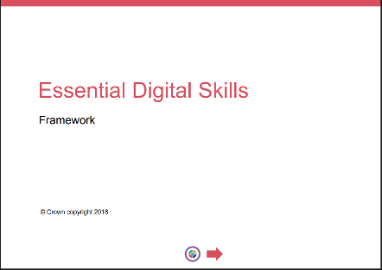 Essential Digital Skills
Framework
© Crown copyright 2018